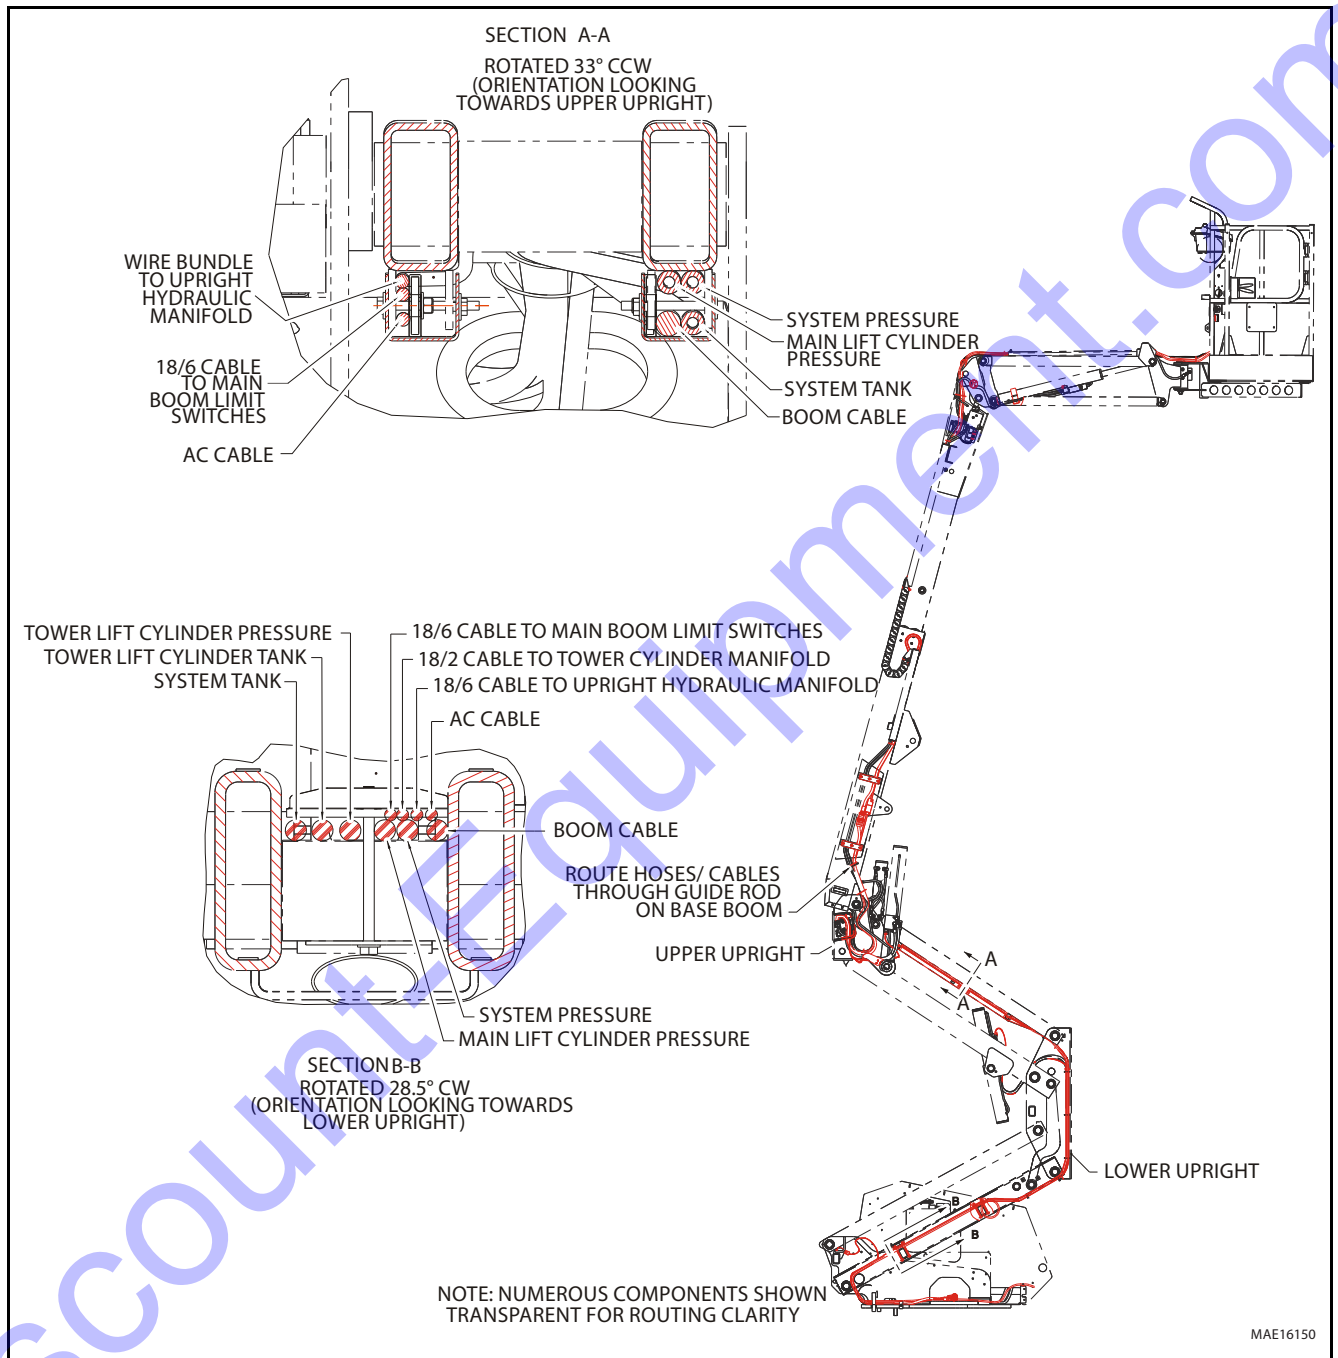 SECTION A-A
ROTATED 33° CCW
(ORIENTATION LOOKING
TOWARDS UPPER UPRIGHT)
WIRE BUNDLE
TO UPRIGHT
HYDRAULIC
MANIFOLD
18/6 CABLE
TO MAIN
BOOM LIMIT
SWITCHES
AC CABLE
SYSTEM PRESSURE
MAIN LIFT CYLINDER
PRESSURE
SYSTEM TANK
BOOM CABLE
TOWER LIFT CYLINDER PRESSURE
TOWER LIFT CYLINDER TANK
SYSTEM TANK
18/6 CABLE TO MAIN BOOM LIMIT SWITCHES
18/2 CABLE TO TOWER CYLINDER MANIFOLD
18/6 CABLE TO UPRIGHT HYDRAULIC MANIFOLD
AC CABLE
BOOM CABLE
SYSTEM PRESSURE
MAIN LIFT CYLINDER PRESSURE
SECTION B-B
ROTATED 28.5° CW
(ORIENTATION LOOKING TOWARDS
LOWER UPRIGHT)
ROUTE HOSES/ CABLES
THROUGH GUIDE ROD
ON BASE BOOM
UPPER UPRIGHT
A
A
LOWER UPRIGHT
B
B
NOTE: NUMEROUS COMPONENTS SHOWN
TRANSPARENT FOR ROUTING CLARITY
MAE16150
scount-Equipment.com